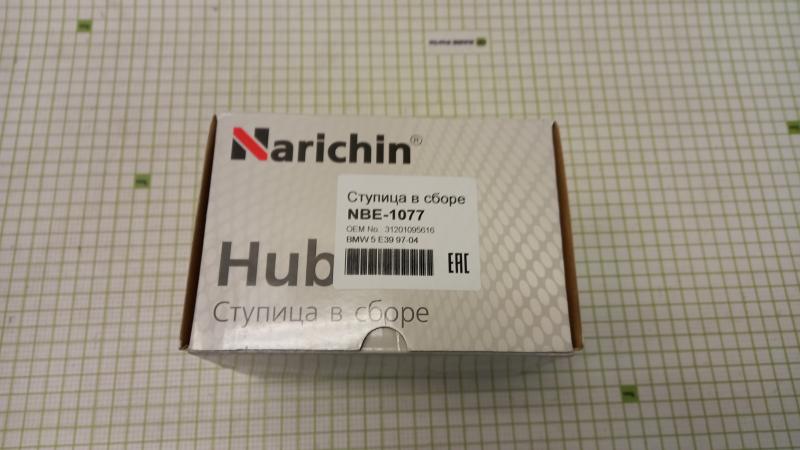 Narichin®
Ступица в сборе
NBE-1077
OEM No.: 31201095616
BMW 5 E39 97-04
EAC
Hub
Ступица в сборе